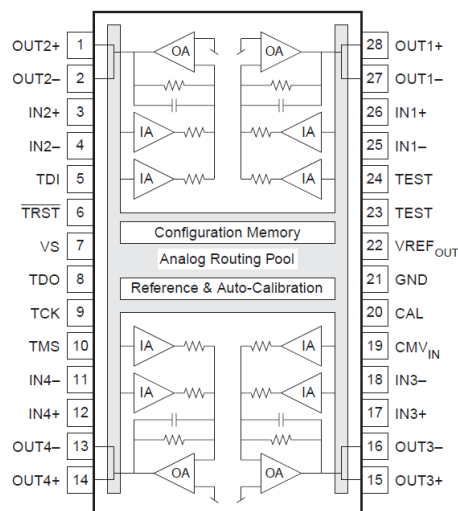 OUT2+ 1 OA OA 28 OUT1+
OUT2– 2 27 OUT1–
IN2+ 3 26 IN1+
IN2– 4 IA IA 25 IN1–
TDI 5 IA IA 24 TEST
TRST 6 23 TEST
Configuration Memory
VS 7 22 VREFOUT
Analog Routing Pool
TDO 8 Reference & Auto-Calibration 21 GND
TCK 9 20 CAL
TMS 10 IA IA 19 CMVIN
IN4– 11 IA IA 18 IN3–
IN4+ 12 17 IN3+
OUT4– 13 16 OUT3–
OUT4+ 14 OA OA 15 OUT3+